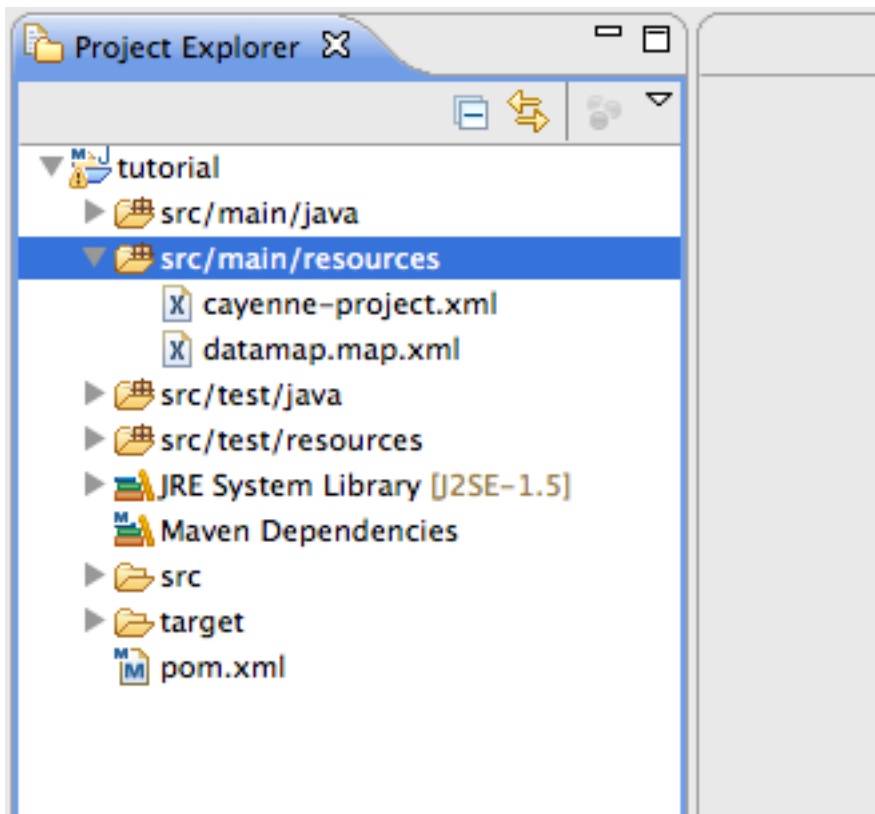 Project Explorer
tutorial
src/main/java
src/main/resources
cayenne-project.xml
datamap.map.xml
src/test/java
src/test/resources
JRE System Library [J2SE-1.5]
Maven Dependencies
src
target
pom.xml